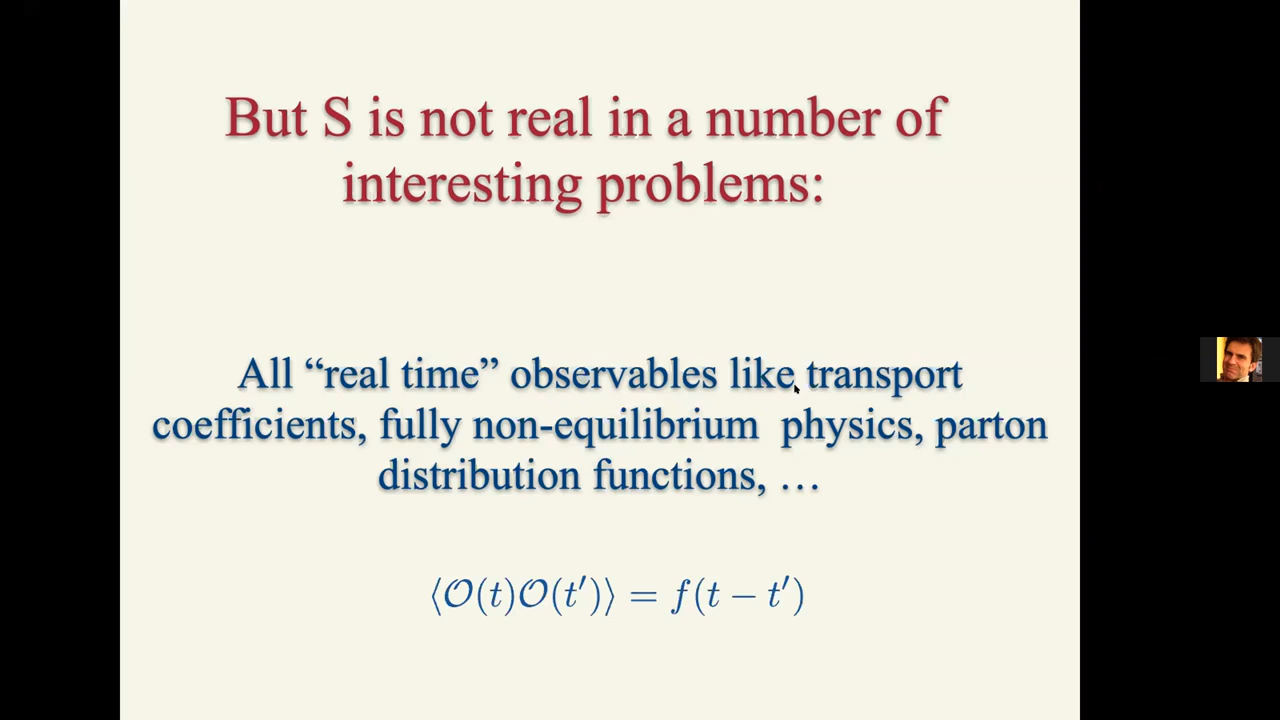 But S is not real in a number of
interesting problems:
All “real time” observables like transport
coefficients, fully non-equilibrium physics, parton
distribution functions, …
⟨𝒪(t)𝒪(t′)⟩ = f(t − t′)